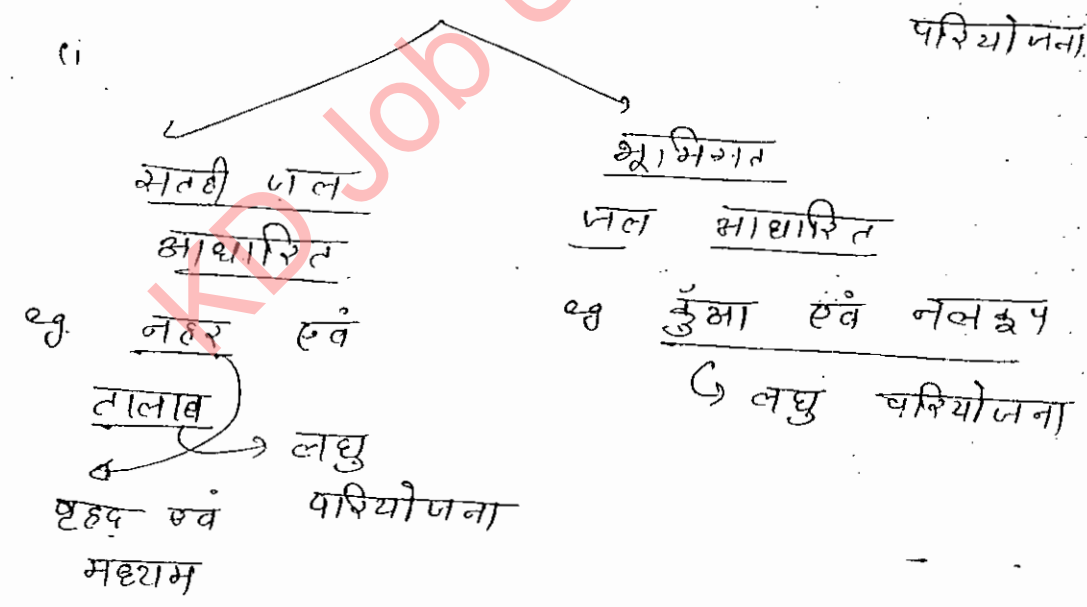 परियोजना
(i
सतही जल
आधारित
eg. नहर एवं
तालाब
लघु
परियोजना
बृहद् एवं
मध्यम
भूमिगत
जल आधारित
eg कुँआ एवं नलकूप
लघु परियोजना
KD Job